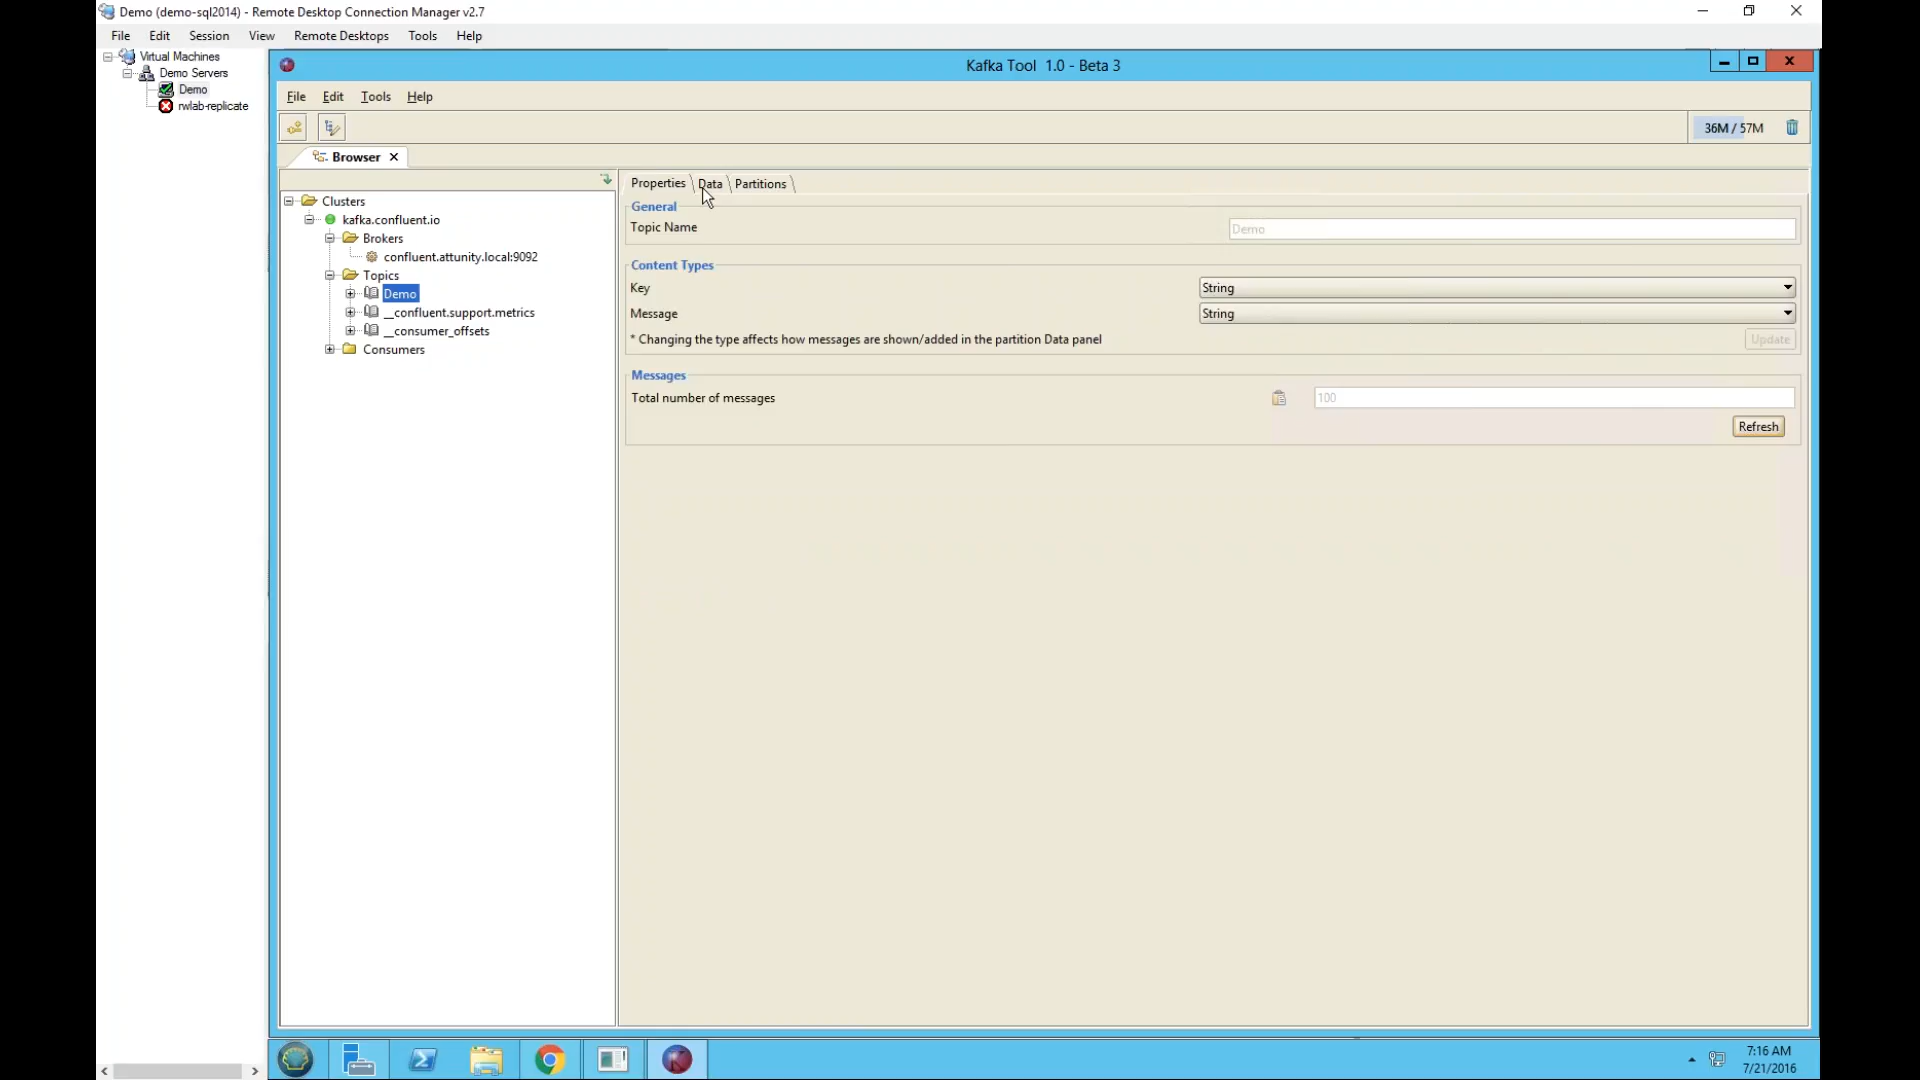 Demo (demo-sql2014) - Remote Desktop Connection Manager v2.7
File Edit Session View Remote Desktops Tools Help
Virtual Machines
Demo Servers
Demo
rwlab-replicate
Kafka Tool 1.0 - Beta 3
File Edit Tools Help
36M / 57M
Browser
Clusters
kafka.confluent.io
Brokers
confluent.attunity.local:9092
Topics
Demo
__confluent.support.metrics
__consumer_offsets
Consumers
Properties Data Partitions
General
Topic Name Demo
Content Types
Key String
Message String
* Changing the type affects how messages are shown/added in the partition Data panel Update
Messages
Total number of messages 100
Refresh
7:16 AM
7/21/2016